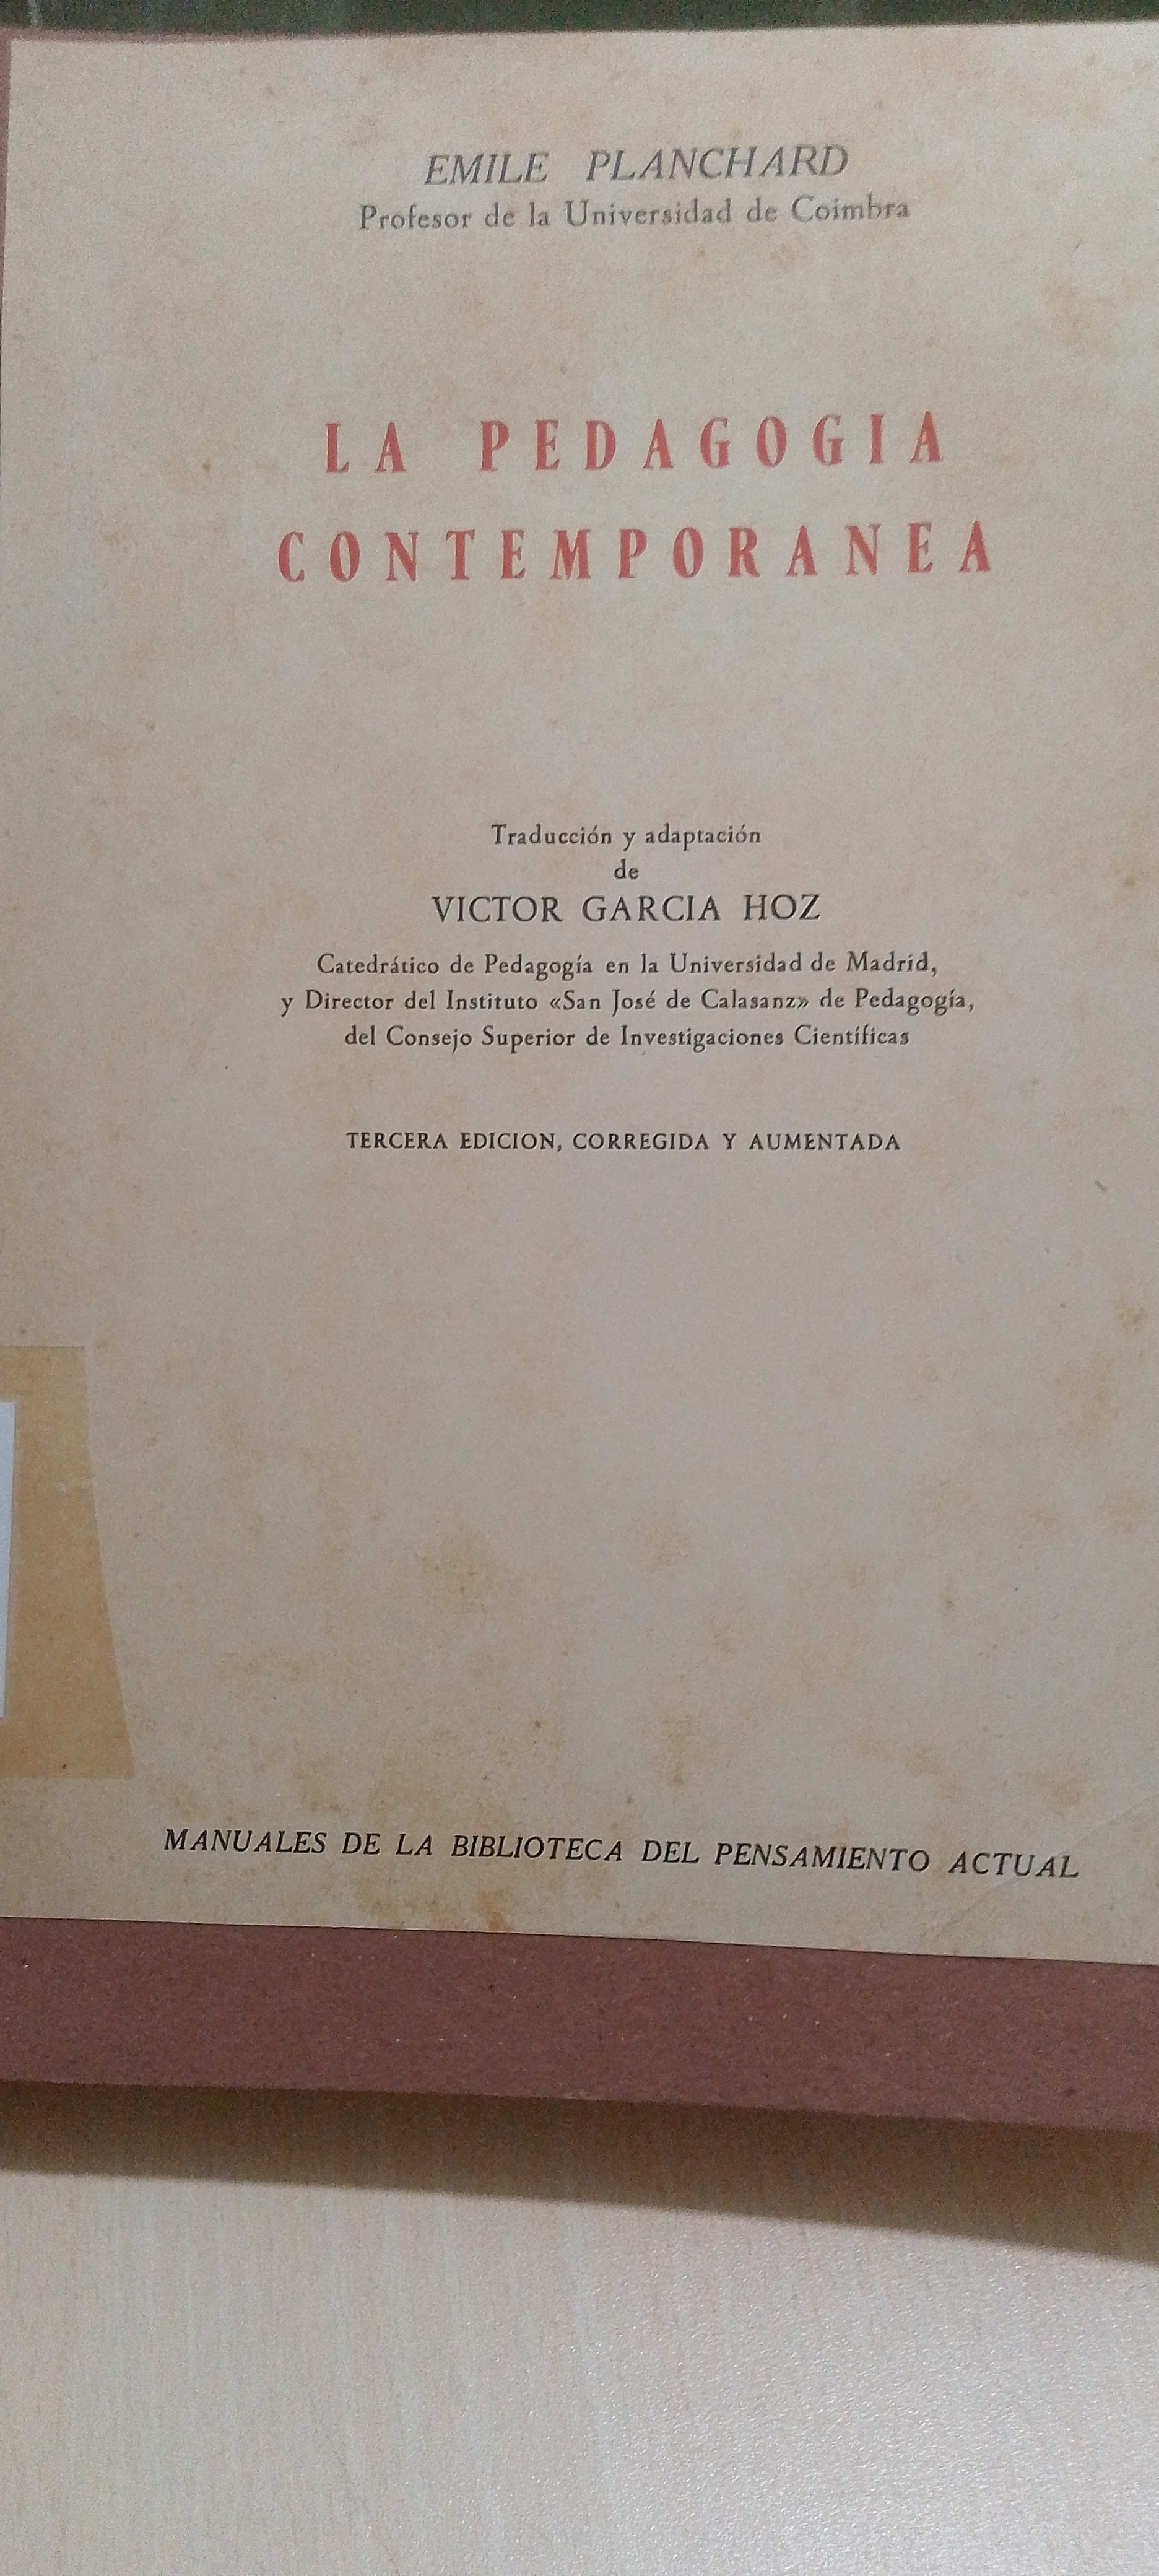 EMILE PLANCHARD
Profesor de la Universidad de Coimbra
LA PEDAGOGIA
CONTEMPORANEA
Traducción y adaptación
de
VICTOR GARCIA HOZ
Catedrático de Pedagogía en la Universidad de Madrid,
y Director del Instituto «San José de Calasanz» de Pedagogía,
del Consejo Superior de Investigaciones Científicas
TERCERA EDICION, CORREGIDA Y AUMENTADA
MANUALES DE LA BIBLIOTECA DEL PENSAMIENTO ACTUAL